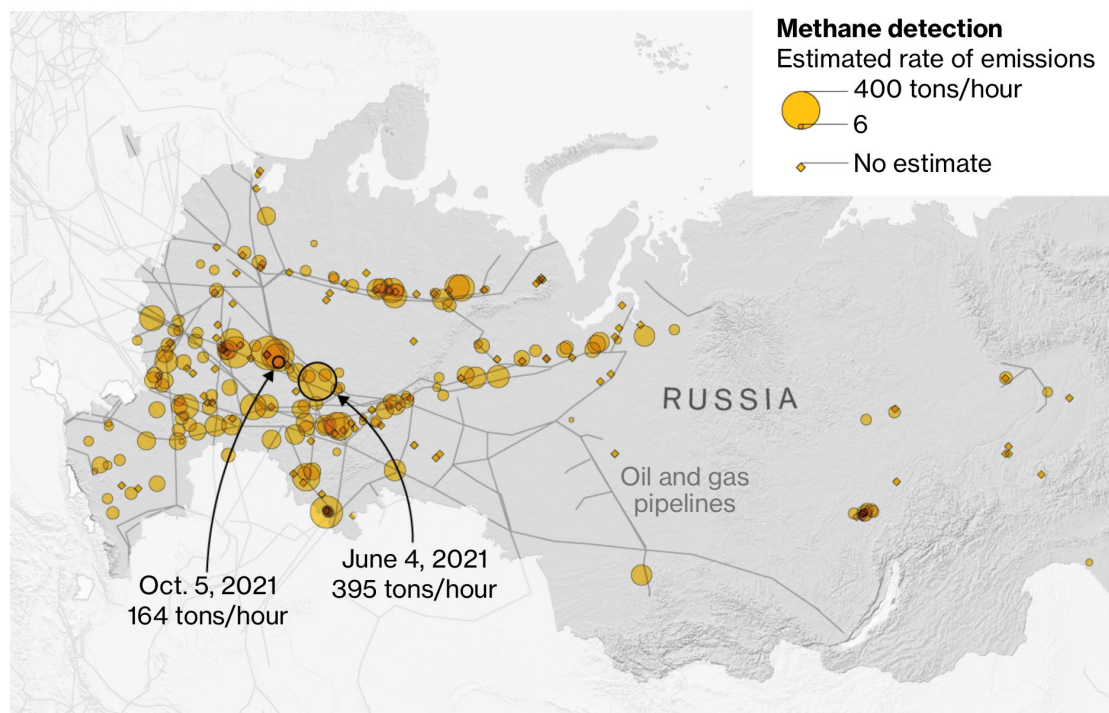 Methane detection
Estimated rate of emissions
400 tons/hour
6
No estimate
RUSSIA
Oil and gas
pipelines
June 4, 2021
395 tons/hour
Oct. 5, 2021
164 tons/hour